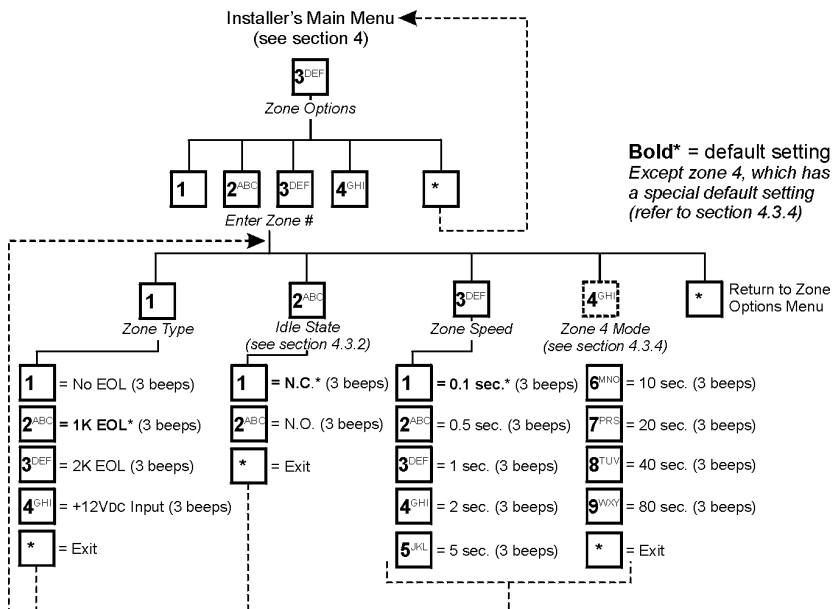 Installer's Main Menu
(see section 4)
3DEF
Zone Options
1 2ABC 3DEF 4GHI *
Enter Zone #
Bold* = default setting
Except zone 4, which has
a special default setting
(refer to section 4.3.4)
1
Zone Type
2ABC
Idle State
(see section 4.3.2)
3DEF
Zone Speed
4GHI
Zone 4 Mode
(see section 4.3.4)
* Return to Zone
Options Menu
1 = No EOL (3 beeps)
2ABC = 1K EOL* (3 beeps)
3DEF = 2K EOL (3 beeps)
4GHI = +12VDC Input (3 beeps)
* = Exit
1 = N.C.* (3 beeps)
2ABC = N.O. (3 beeps)
* = Exit
1 = 0.1 sec.* (3 beeps)
2ABC = 0.5 sec. (3 beeps)
3DEF = 1 sec. (3 beeps)
4GHI = 2 sec. (3 beeps)
5JKL = 5 sec. (3 beeps)
6MNO = 10 sec. (3 beeps)
7PRS = 20 sec. (3 beeps)
8TUV = 40 sec. (3 beeps)
9WXY = 80 sec. (3 beeps)
* = Exit